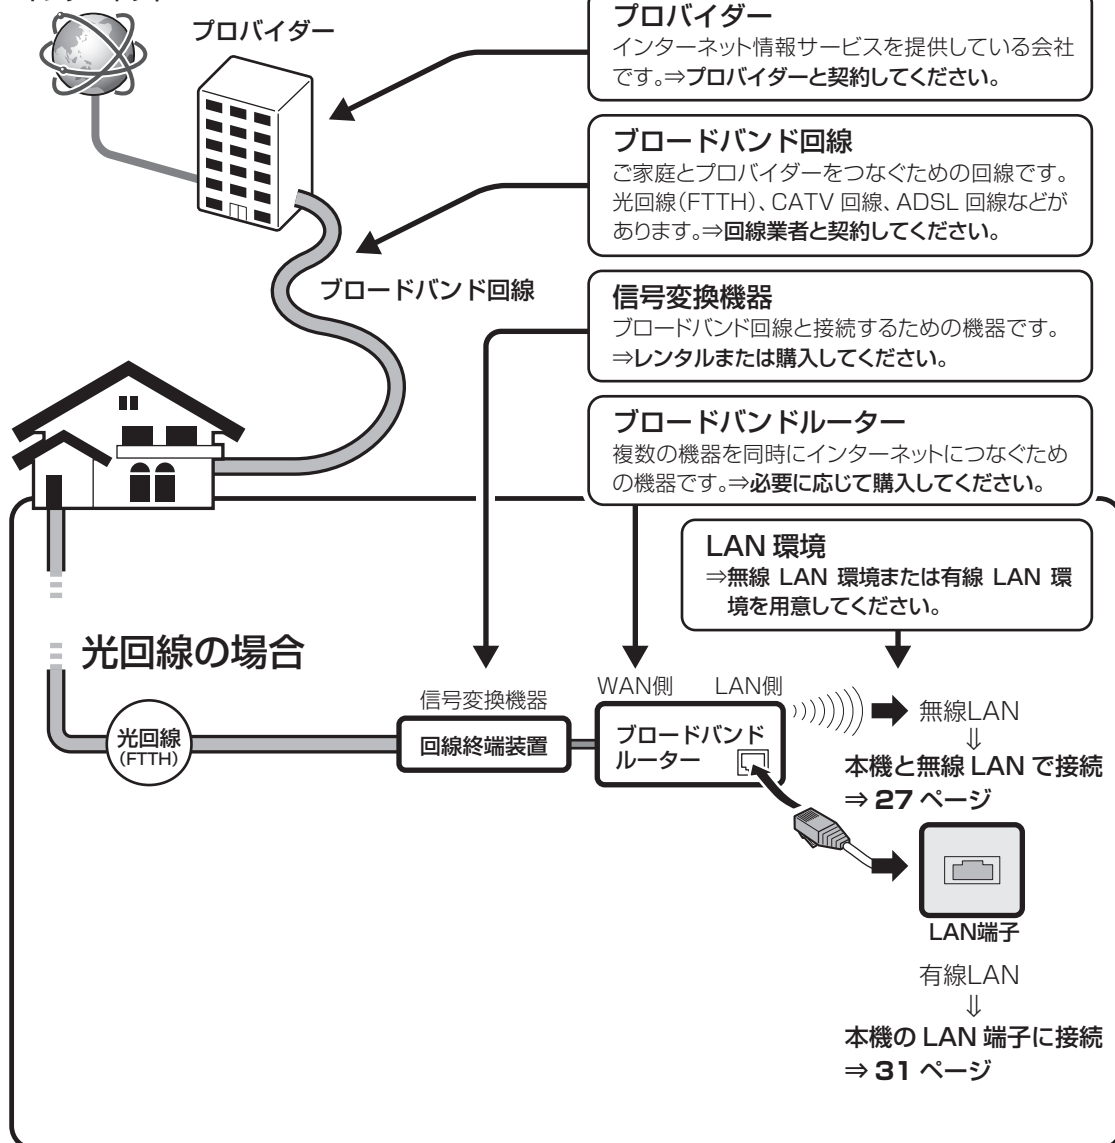 プロバイダー
プロバイダー
インターネット情報サービスを提供している会社
です。⇒プロバイダーと契約してください。
ブロードバンド回線
ご家庭とプロバイダーをつなぐための回線です。
光回線(FTTH)、CATV 回線、ADSL 回線などが
あります。⇒回線業者と契約してください。
ブロードバンド回線
信号変換機器
ブロードバンド回線と接続するための機器です。
⇒レンタルまたは購入してください。
ブロードバンドルーター
複数の機器を同時にインターネットにつなぐため
の機器です。⇒必要に応じて購入してください。
LAN 環境
⇒無線 LAN 環境または有線 LAN 環
境を用意してください。
光回線の場合
光回線
(FTTH)
信号変換機器
回線終端装置
WAN側 LAN側
ブロードバンド
ルーター
無線LAN
⇓
本機と無線 LAN で接続
⇒ 27 ページ
LAN端子
有線LAN
⇓
本機の LAN 端子に接続
⇒ 31 ページ